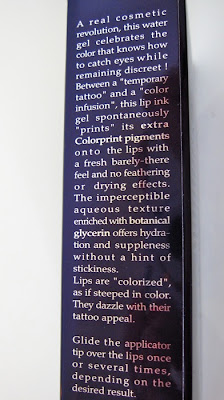 A real cosmetic
revolution, this water
gel celebrates the
color that knows how
to catch eyes while
remaining discreet !
Between a "temporary
tattoo" and a "color
infusion", this lip ink
gel spontaneously
"prints" its extra
Colorprint pigments
onto the lips with
a fresh barely-there
feel and no feathering
or drying effects.
The imperceptible
aqueous texture
enriched with botanical
glycerin offers hydra-
tion and suppleness
without a hint of
stickiness.
Lips are "colorized",
as if steeped in color.
They dazzle with their
tattoo appeal.
Glide the applicator
tip over the lips once
or several times,
depending on the
desired result.